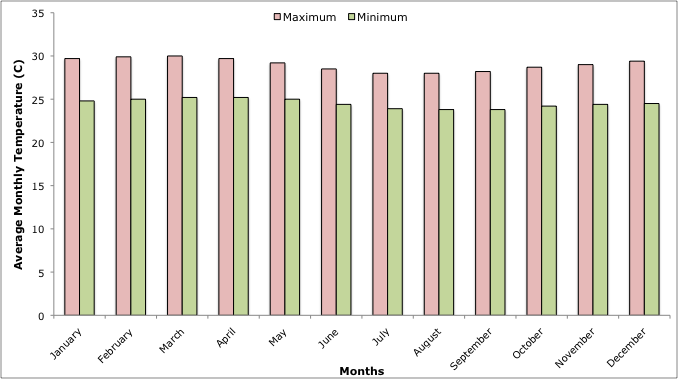 Maximum Minimum
Average Monthly Temperature (C)
35
30
25
20
15
10
5
0
January February March April May June July August September October November December
Months